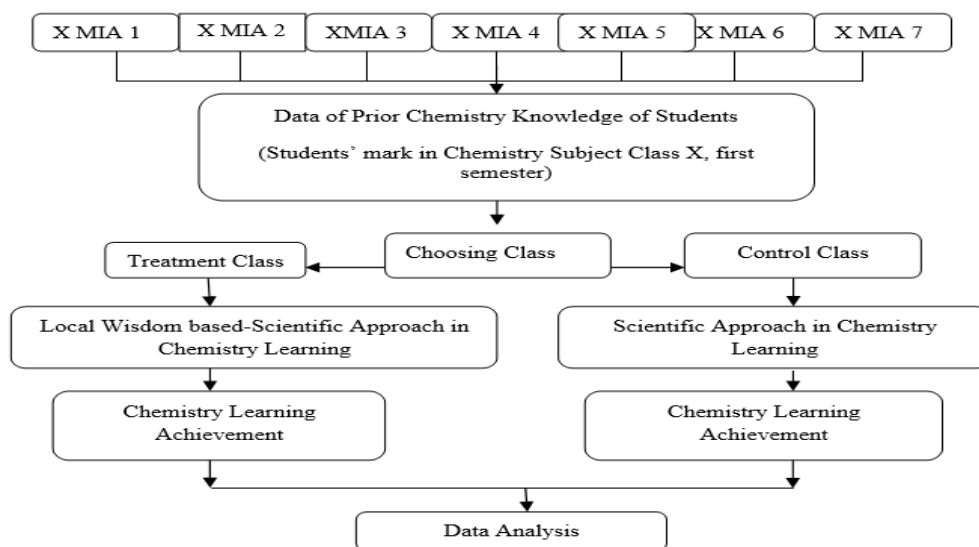 X MIA 1 X MIA 2 XMIA 3 X MIA 4 X MIA 5 X MIA 6 X MIA 7
Data of Prior Chemistry Knowledge of Students
(Students’ mark in Chemistry Subject Class X, first
semester)
Treatment Class Choosing Class Control Class
Local Wisdom based-Scientific Approach in
Chemistry Learning
Scientific Approach in Chemistry
Learning
Chemistry Learning
Achievement
Chemistry Learning
Achievement
Data Analysis